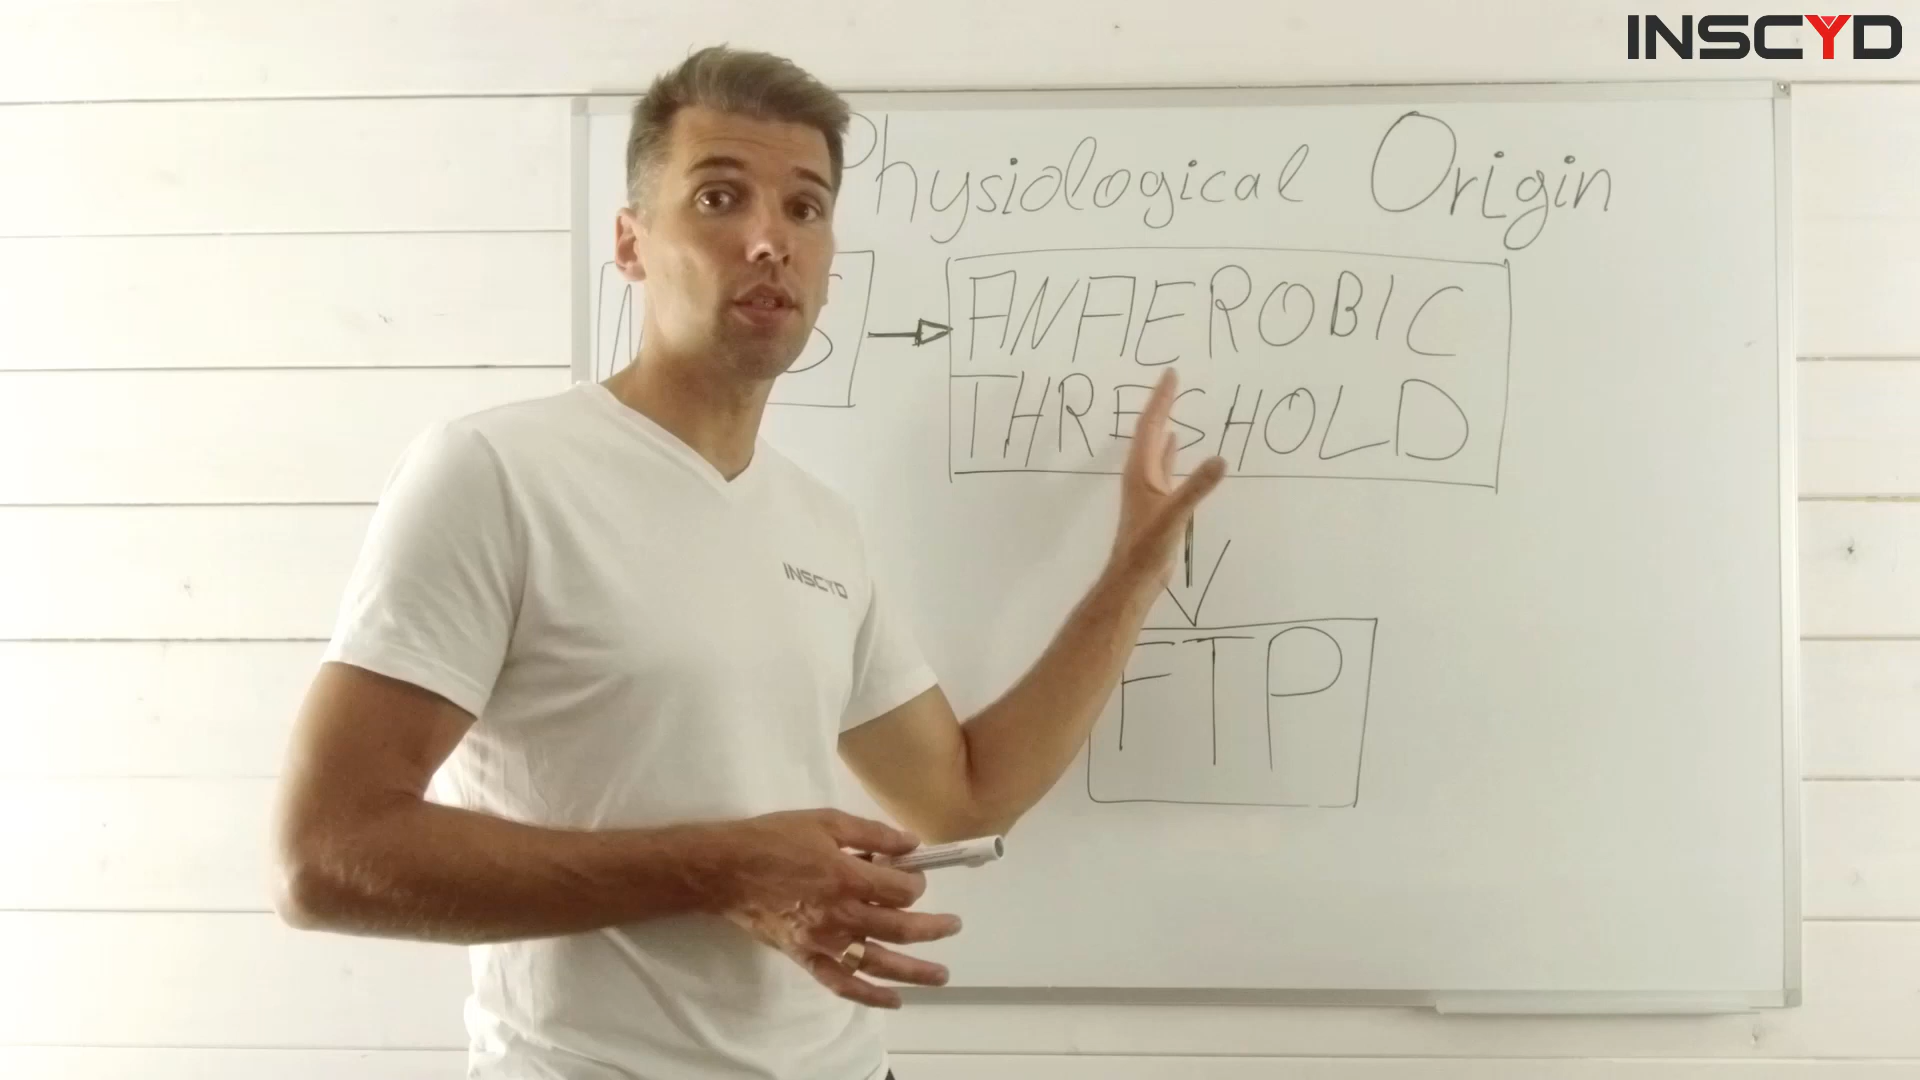 INSCYD
Physiological Origin
ANAEROBIC
THRESHOLD
INSCYD
FTP